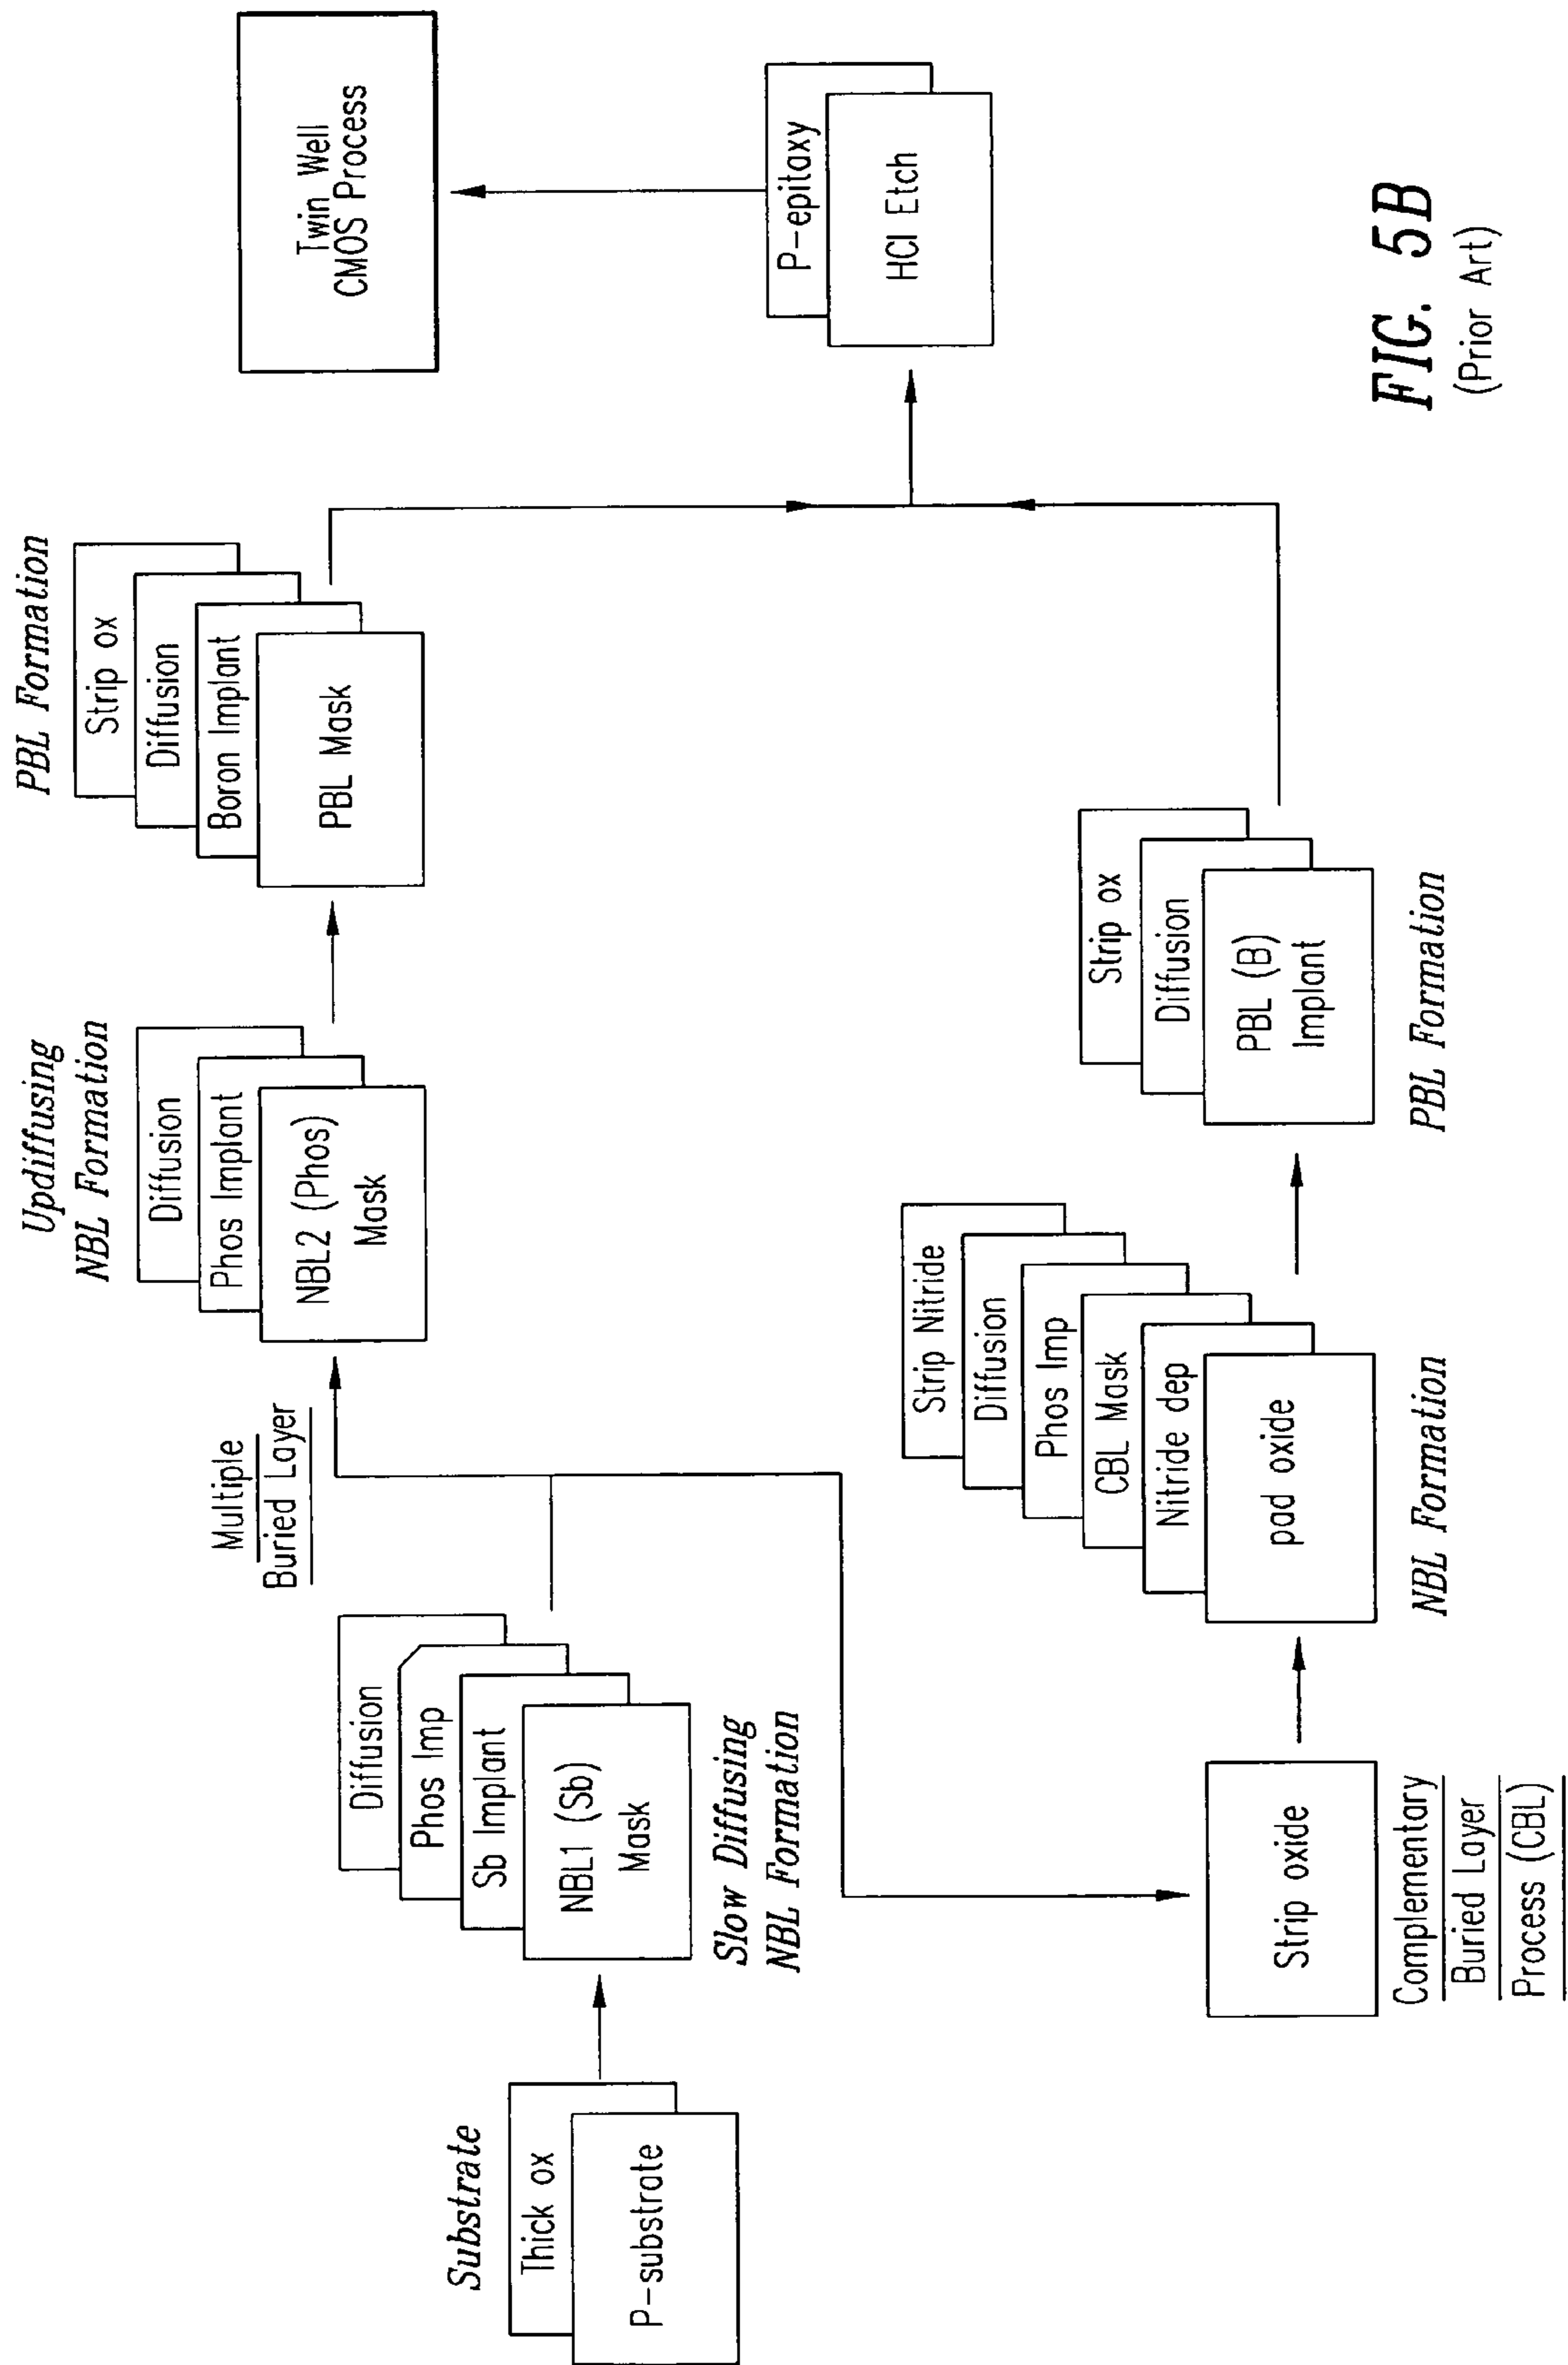 Substrate
Thick ox
P-substrate
Diffusion
Phos Imp
Sb Implant
NBL1 (Sb)
Mask
Slow Diffusing
NBL Formation
Multiple
Buried Layer
Updiffusing
NBL Formation
Diffusion
Phos Implant
NBL2 (Phos)
Mask
PBL Formation
Strip ox
Diffusion
Boron Implant
PBL Mask
Strip oxide
Complementary
Buried Layer
Process (CBL)
Strip Nitride
Diffusion
Phos Imp
CBL Mask
Nitride dep
pad oxide
NBL Formation
Strip ox
Diffusion
PBL (B)
Implant
PBL Formation
P-epitaxy
HCl Etch
Twin Well
CMOS Process
FIG. 5B
(Prior Art)